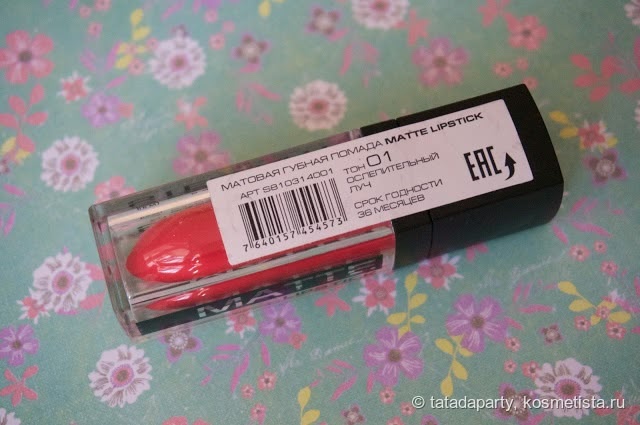 МАТОВАЯ ГУБНАЯ ПОМАДА MATTE LIPSTICK
АРТ SB10314001
ТОН 01
ОСЛЕПИТЕЛЬНЫЙ
ЛУЧ
СРОК ГОДНОСТИ
36 МЕСЯЦЕВ
7 640157 454573
EAC
MATTE
© tatadaparty, kosmetista.ru